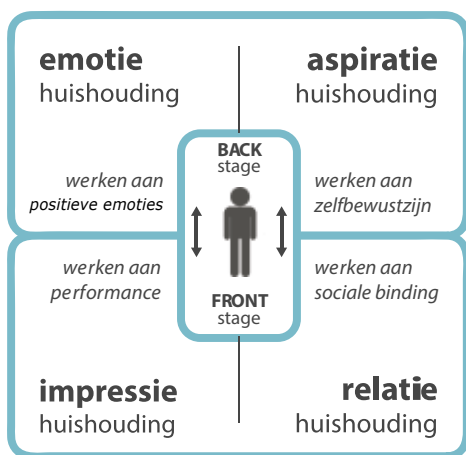 emotie
huishouding
aspiratie
huishouding
BACK
stage
werken aan
positieve emoties
werken aan
zelfbewustzijn
werken aan
performance
werken aan
sociale binding
FRONT
stage
impressie
huishouding
relatie
huishouding